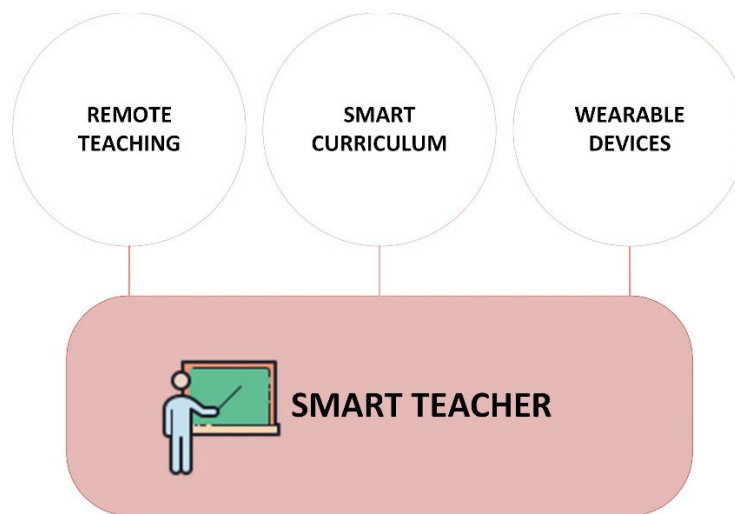 REMOTE
TEACHING
SMART
CURRICULUM
WEARABLE
DEVICES
SMART TEACHER